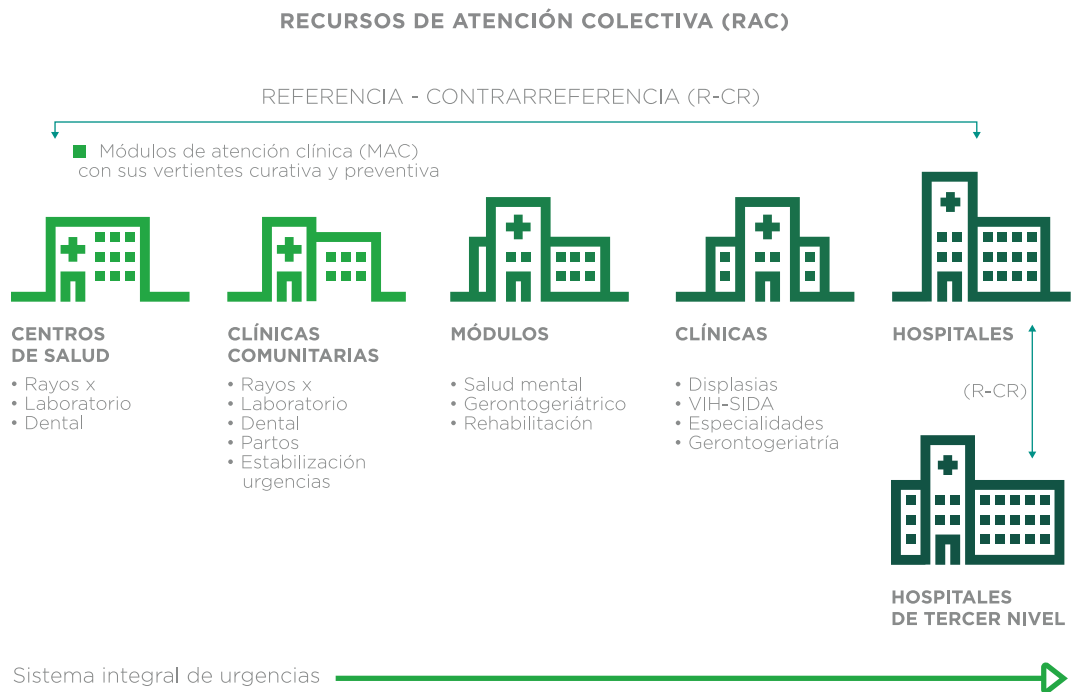 RECURSOS DE ATENCIÓN COLECTIVA (RAC)
REFERENCIA - CONTRARREFERENCIA (R-CR)
Módulos de atención clínica (MAC)
con sus vertientes curativa y preventiva
CENTROS
DE SALUD
• Rayos x
• Laboratorio
• Dental
CLÍNICAS
COMUNITARIAS
• Rayos x
• Laboratorio
• Dental
• Partos
• Estabilización
urgencias
MÓDULOS
• Salud mental
• Gerontogeriátrico
• Rehabilitación
CLÍNICAS
• Displasias
• VIH-SIDA
• Especialidades
• Gerontogeriatría
HOSPITALES
(R-CR)
HOSPITALES
DE TERCER NIVEL
Sistema integral de urgencias